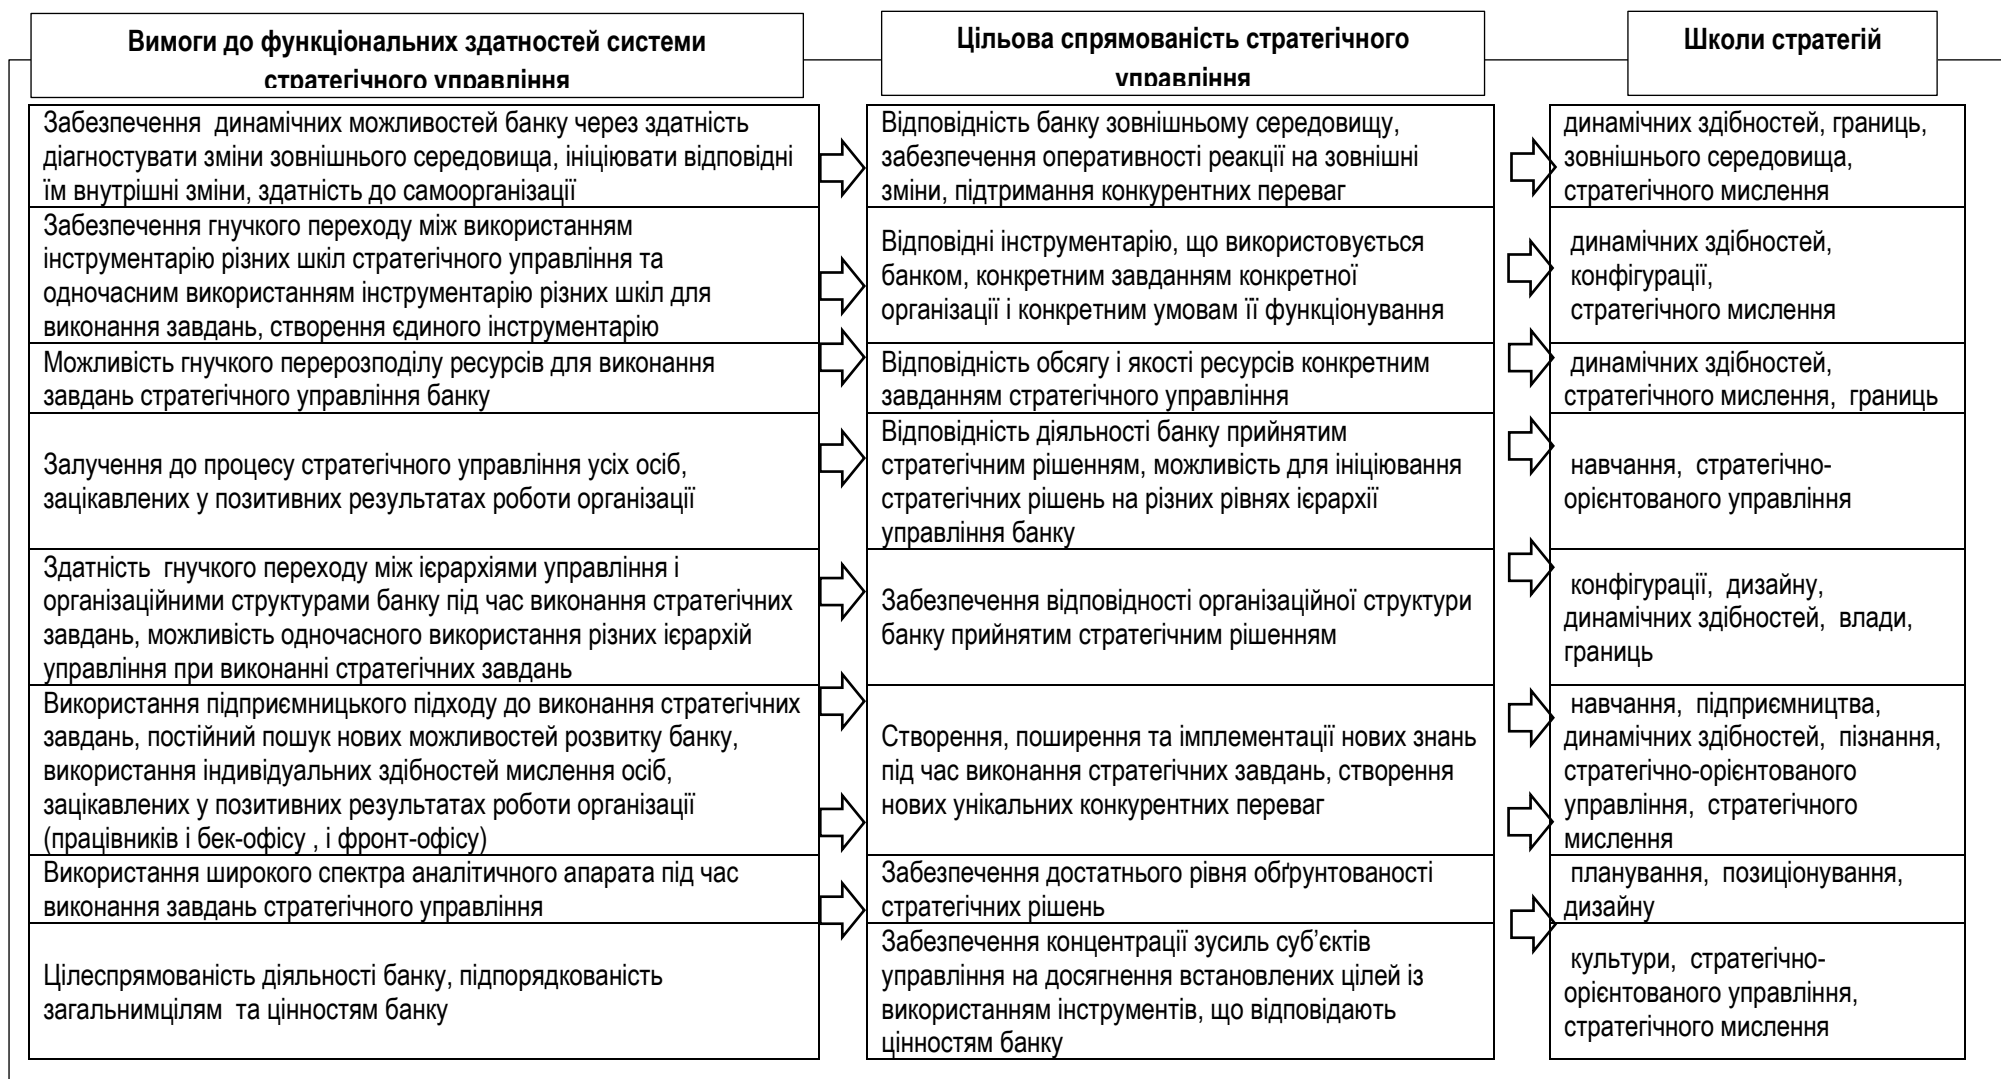 Вимоги до функціональних здатностей системи
стратегічного управління
Цільова спрямованість стратегічного
управління
Школи стратегій
Забезпечення динамічних можливостей банку через здатність
діагностувати зміни зовнішнього середовища, ініціювати відповідні
їм внутрішні зміни, здатність до самоорганізації
Відповідність банку зовнішньому середовищу,
забезпечення оперативності реакції на зовнішні
зміни, підтримання конкурентних переваг
динамічних здібностей, границь,
зовнішнього середовища,
стратегічного мислення
Забезпечення гнучкого переходу між використанням
інструментарію різних шкіл стратегічного управління та
одночасним використанням інструментарію різних шкіл для
виконання завдань, створення єдиного інструментарію
Відповідні інструментарію, що використовується
банком, конкретним завданням конкретної
організації і конкретним умовам її функціонування
динамічних здібностей,
конфігурації,
стратегічного мислення
Можливість гнучкого перерозподілу ресурсів для виконання
завдань стратегічного управління банку
Відповідність обсягу і якості ресурсів конкретним
завданням стратегічного управління
динамічних здібностей,
стратегічного мислення, границь
Залучення до процесу стратегічного управління усіх осіб,
зацікавлених у позитивних результатах роботи організації
Відповідність діяльності банку прийнятим
стратегічним рішенням, можливість для ініціювання
стратегічних рішень на різних рівнях ієрархії
управління банку
навчання, стратегічно-
орієнтованого управління
Здатність гнучкого переходу між ієрархіями управління і
організаційними структурами банку під час виконання стратегічних
завдань, можливість одночасного використання різних ієрархій
управління при виконанні стратегічних завдань
Забезпечення відповідності організаційної структури
банку прийнятим стратегічним рішенням
конфігурації, дизайну,
динамічних здібностей, влади,
границь
Використання підприємницького підходу до виконання стратегічних
завдань, постійний пошук нових можливостей розвитку банку,
використання індивідуальних здібностей мислення осіб,
зацікавлених у позитивних результатах роботи організації
(працівників і бек-офісу , і фронт-офісу)
Створення, поширення та імплементації нових знань
під час виконання стратегічних завдань, створення
нових унікальних конкурентних переваг
навчання, підприємництва,
динамічних здібностей, пізнання,
стратегічно-орієнтованого
управління, стратегічного
мислення
Використання широкого спектра аналітичного апарата під час
виконання завдань стратегічного управління
Забезпечення достатнього рівня обґрунтованості
стратегічних рішень
планування, позиціонування,
дизайну
Цілеспрямованість діяльності банку, підпорядкованість
загальнимцілям та цінностям банку
Забезпечення концентрації зусиль суб’єктів
управління на досягнення встановлених цілей із
використанням інструментів, що відповідають
цінностям банку
культури, стратегічно-
орієнтованого управління,
стратегічного мислення